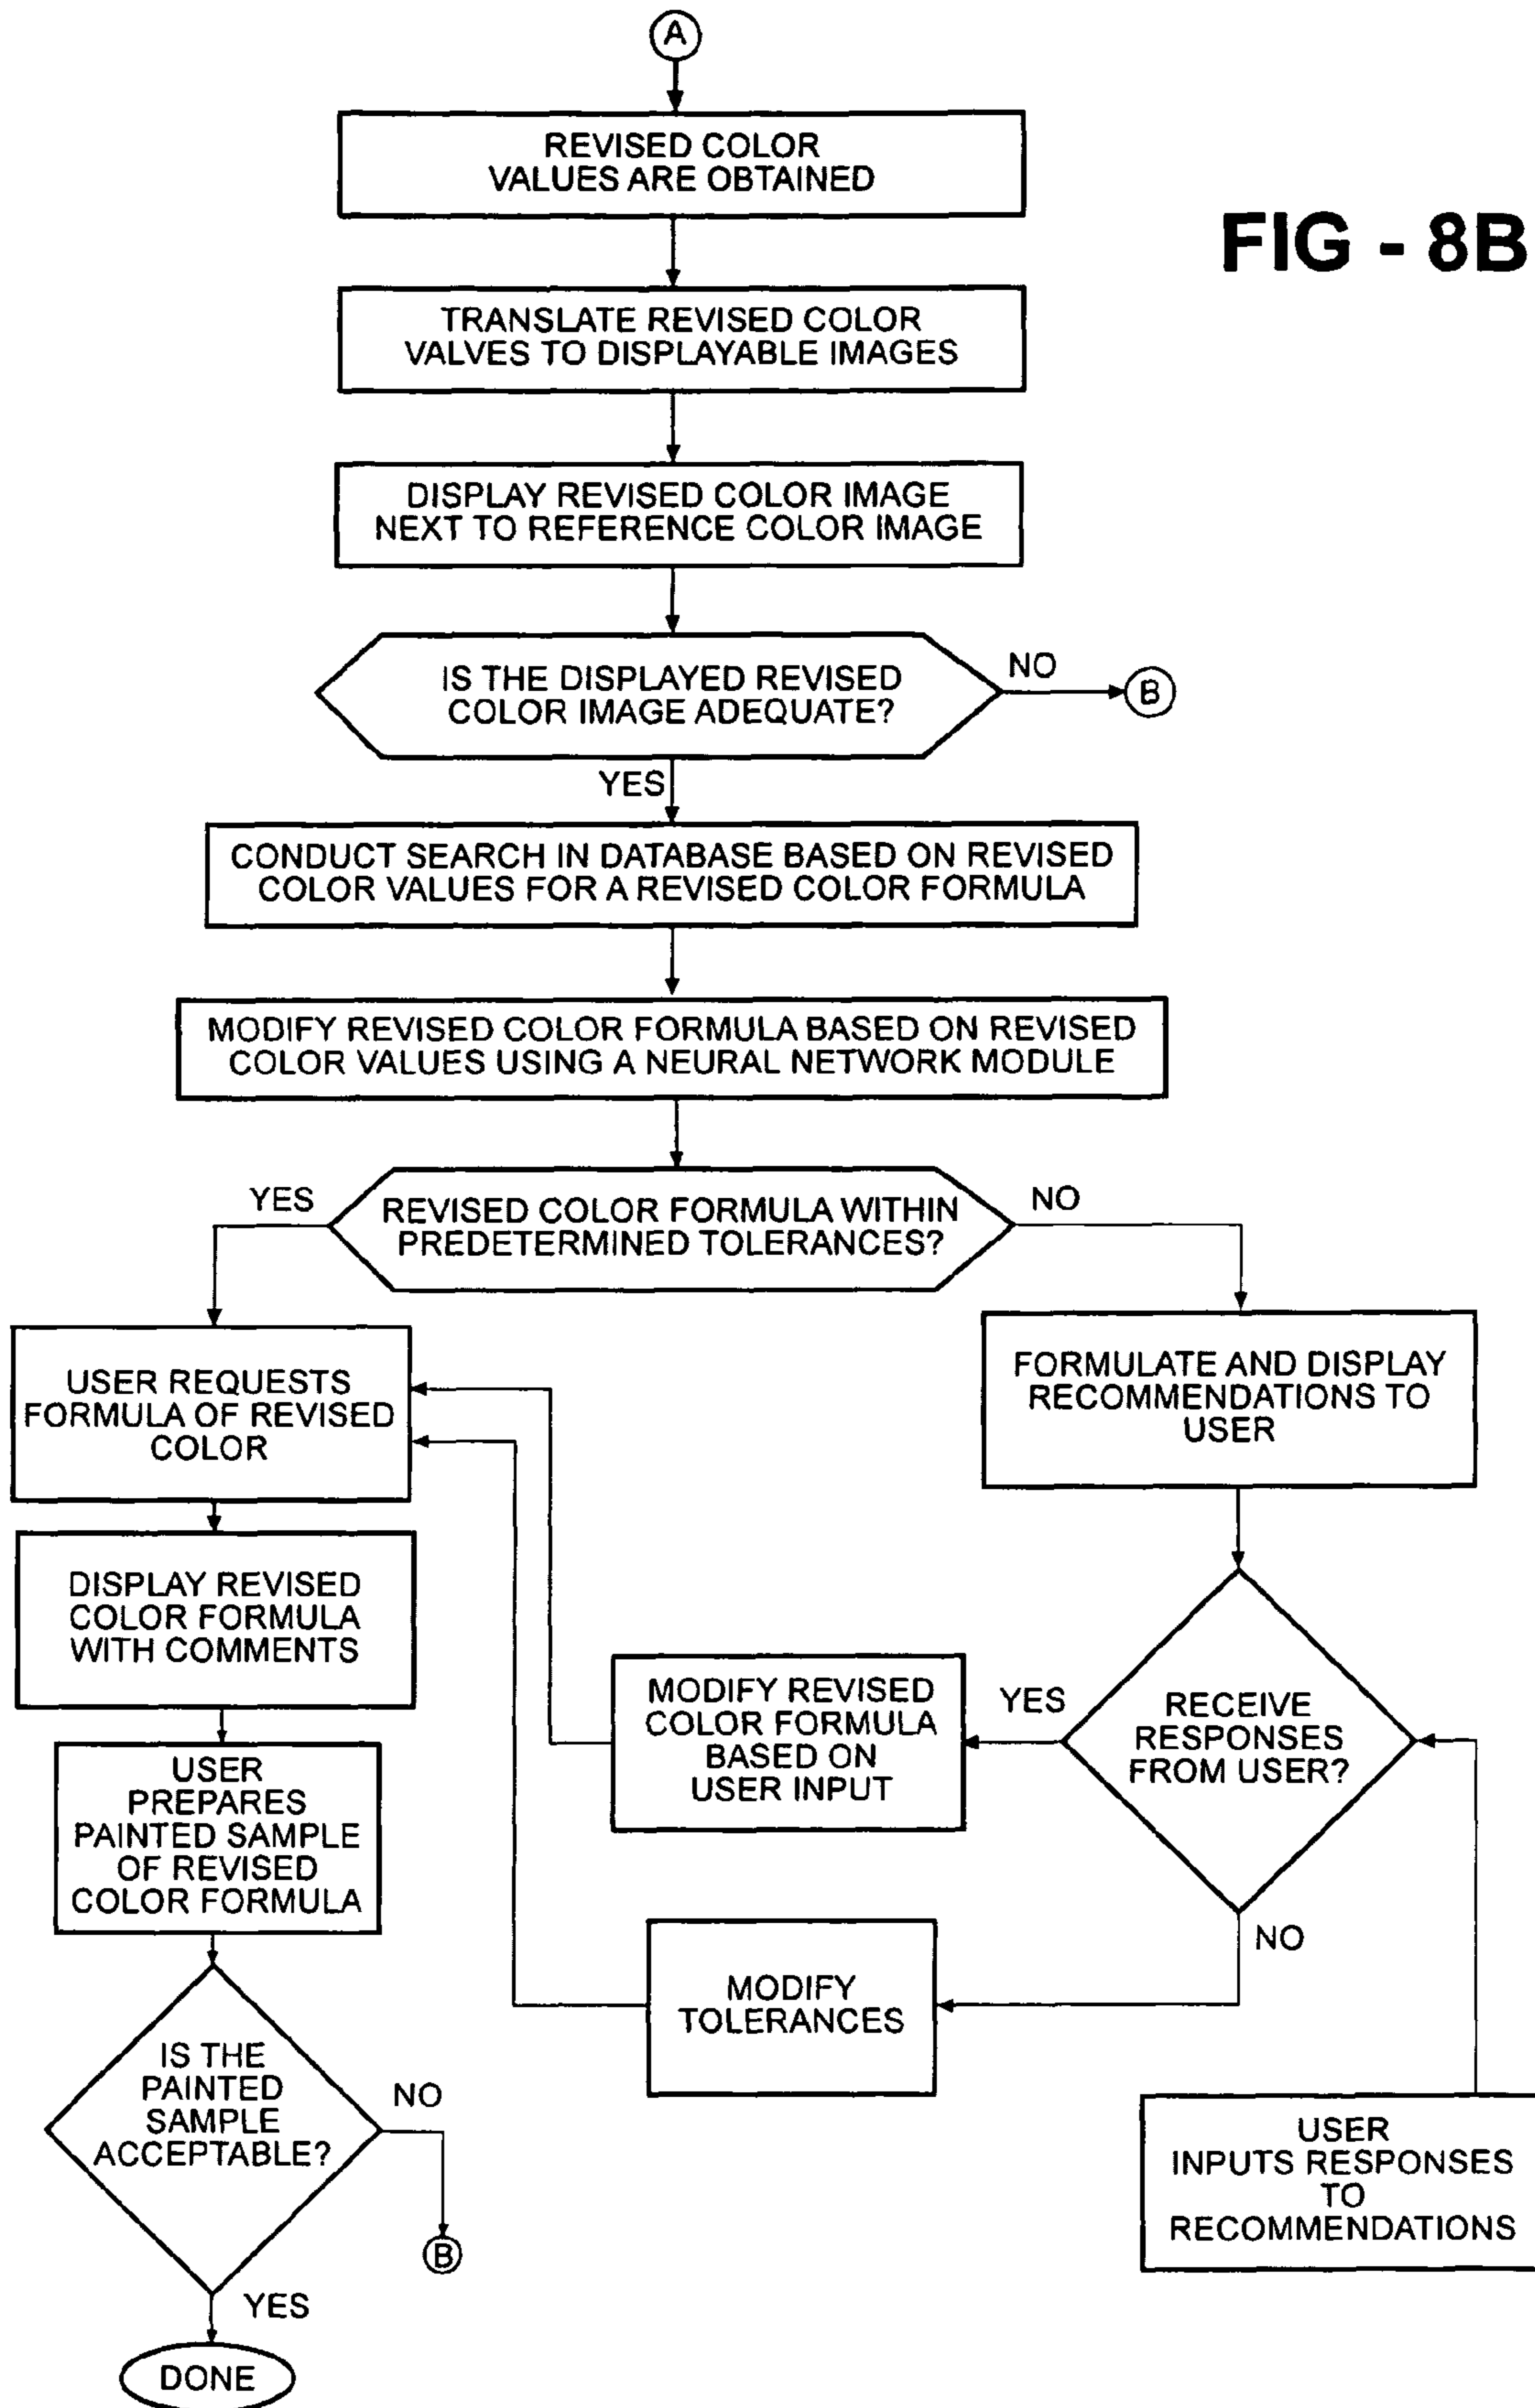 A
REVISED COLOR
VALUES ARE OBTAINED
FIG - 8B
TRANSLATE REVISED COLOR
VALVES TO DISPLAYABLE IMAGES
DISPLAY REVISED COLOR IMAGE
NEXT TO REFERENCE COLOR IMAGE
IS THE DISPLAYED REVISED
COLOR IMAGE ADEQUATE?
NO
B
YES
CONDUCT SEARCH IN DATABASE BASED ON REVISED
COLOR VALUES FOR A REVISED COLOR FORMULA
MODIFY REVISED COLOR FORMULA BASED ON REVISED
COLOR VALUES USING A NEURAL NETWORK MODULE
REVISED COLOR FORMULA WITHIN
PREDETERMINED TOLERANCES?
YES
NO
USER REQUESTS
FORMULA OF REVISED
COLOR
FORMULATE AND DISPLAY
RECOMMENDATIONS TO
USER
DISPLAY REVISED
COLOR FORMULA
WITH COMMENTS
MODIFY REVISED
COLOR FORMULA
BASED ON
USER INPUT
YES
RECEIVE
RESPONSES
FROM USER?
USER
PREPARES
PAINTED SAMPLE
OF REVISED
COLOR FORMULA
NO
MODIFY
TOLERANCES
IS THE
PAINTED
SAMPLE
ACCEPTABLE?
NO
B
USER
INPUTS RESPONSES
TO
RECOMMENDATIONS
YES
DONE